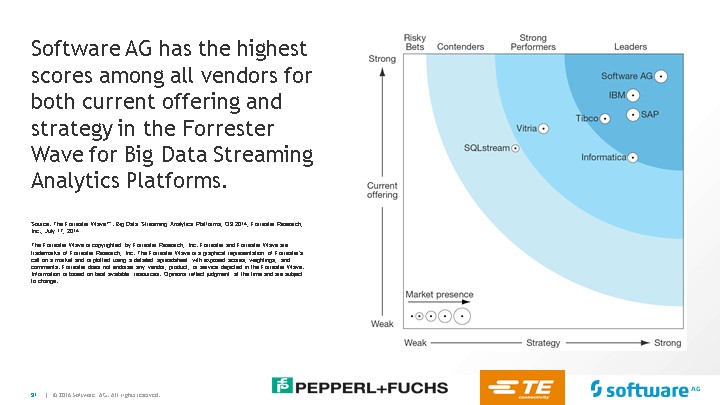 Software AG has the highest
scores among all vendors for
both current offering and
strategy in the Forrester
Wave for Big Data Streaming
Analytics Platforms.
Source: The Forrester Wave™: Big Data Streaming Analytics Platforms, Q3 2014, Forrester Research,
Inc., July 17, 2014
The Forrester Wave is copyrighted by Forrester Research, Inc. Forrester and Forrester Wave are
trademarks of Forrester Research, Inc. The Forrester Wave is a graphical representation of Forrester's
call on a market and is plotted using a detailed spreadsheet with exposed scores, weightings, and
comments. Forrester does not endorse any vendor, product, or service depicted in the Forrester Wave.
Information is based on best available resources. Opinions reflect judgment at the time and are subject
to change.
Risky
Bets
Contenders
Strong
Performers
Leaders
Strong
Software AG
IBM
SAP
Tibco
Vitria
SQLstream
Informatica
Current
offering
Market presence
Weak
Weak
Strategy
Strong
21 | © 2016 Software AG. All rights reserved.
PEPPERL+FUCHS
TE
connectivity
software AG